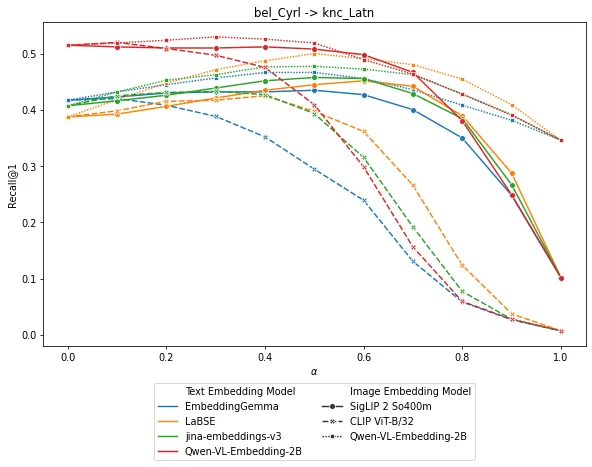 bel_Cyrl -> knc_Latn
Recall@1
0.5
0.4
0.3
0.2
0.1
0.0
0.0 0.2 0.4 0.6 0.8 1.0
α
Text Embedding Model Image Embedding Model
EmbeddingGemma SigLIP 2 So400m
LaBSE CLIP ViT-B/32
jina-embeddings-v3 Qwen-VL-Embedding-2B
Qwen-VL-Embedding-2B